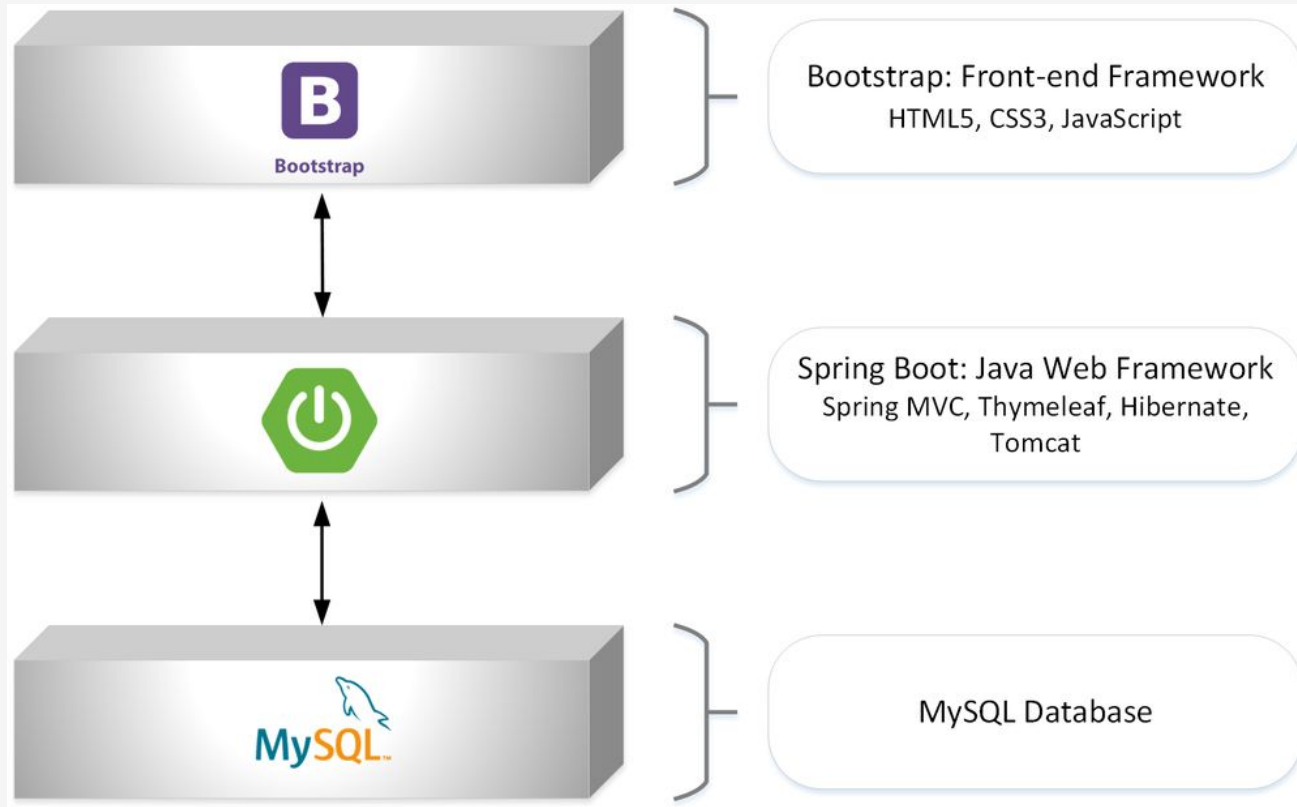 Bootstrap
Bootstrap: Front-end Framework
HTML5, CSS3, JavaScript
Spring Boot: Java Web Framework
Spring MVC, Thymeleaf, Hibernate,
Tomcat
MySQL™
MySQL Database